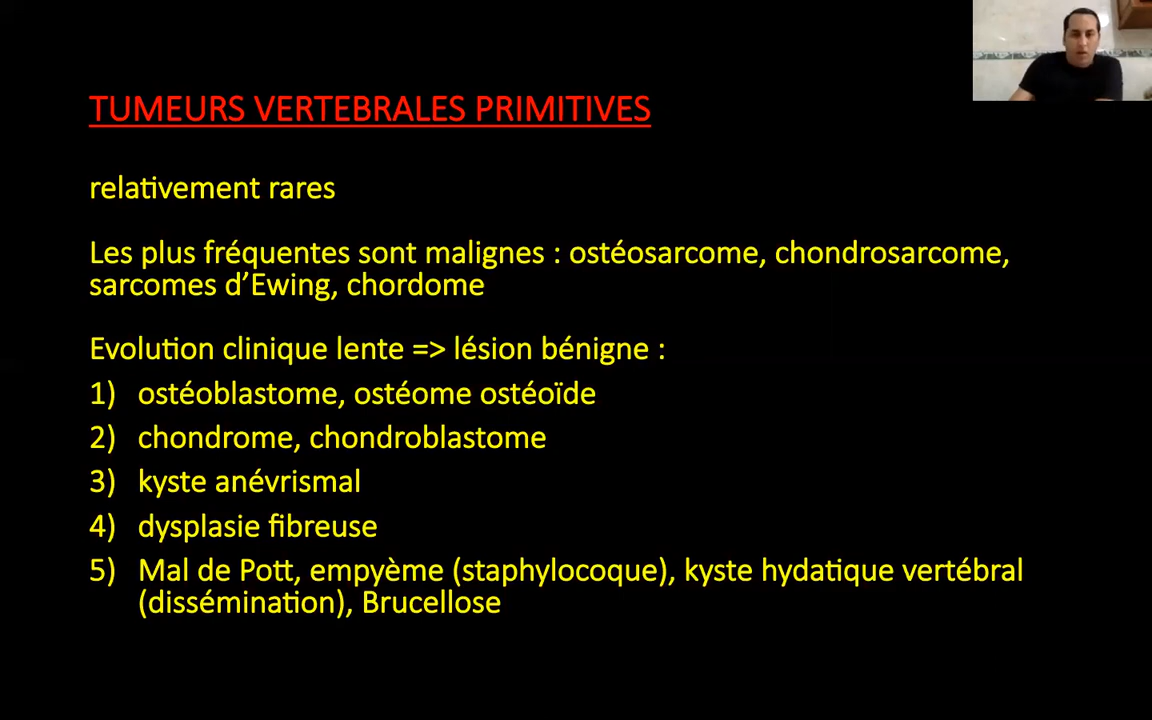 TUMEURS VERTEBRALES PRIMITIVES
relativement rares
Les plus fréquentes sont malignes : ostéosarcome, chondrosarcome,
sarcomes d’Ewing, chordome
Evolution clinique lente => lésion bénigne :
1) ostéoblastome, ostéome ostéoïde
2) chondrome, chondroblastome
3) kyste anévrismal
4) dysplasie fibreuse
5) Mal de Pott, empyème (staphylocoque), kyste hydatique vertébral
(dissémination), Brucellose